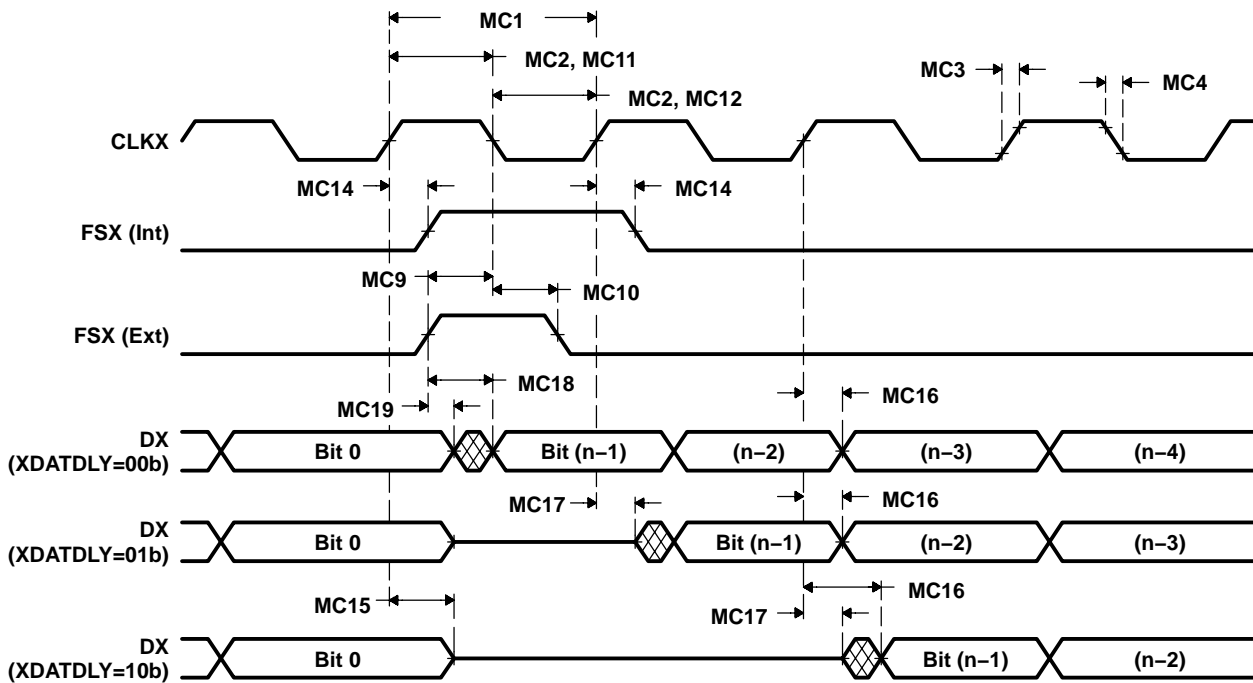 MC1
MC2, MC11
MC2, MC12
MC3
MC4
CLKX
MC14
MC14
FSX (Int)
MC9
MC10
FSX (Ext)
MC18
MC19
MC16
DX
(XDATDLY=00b)
Bit 0
Bit (n−1)
(n−2)
(n−3)
(n−4)
MC17
MC16
DX
(XDATDLY=01b)
Bit 0
Bit (n−1)
(n−2)
(n−3)
MC15
MC17
MC16
DX
(XDATDLY=10b)
Bit 0
Bit (n−1)
(n−2)